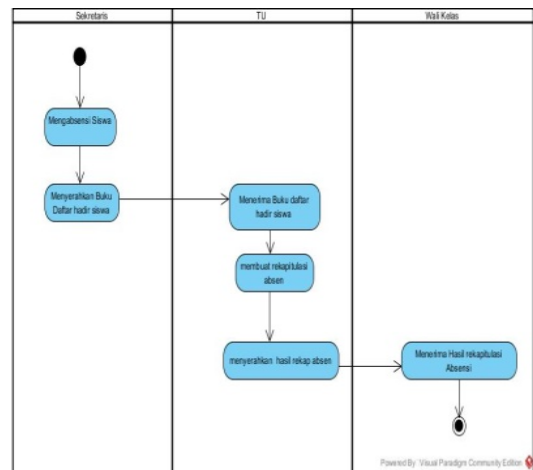 Sekretaris
TU
Wali Kelas
Mengabsensi Siswa
Menyerahkan Buku
Daftar hadir siswa
Menerima Buku daftar
hadir siswa
membuat rekapitulasi
absen
menyerahkan hasil rekap absen
Menerima Hasil rekapitulasi
Absensi
Powered By Visual Paradigm Community Edition